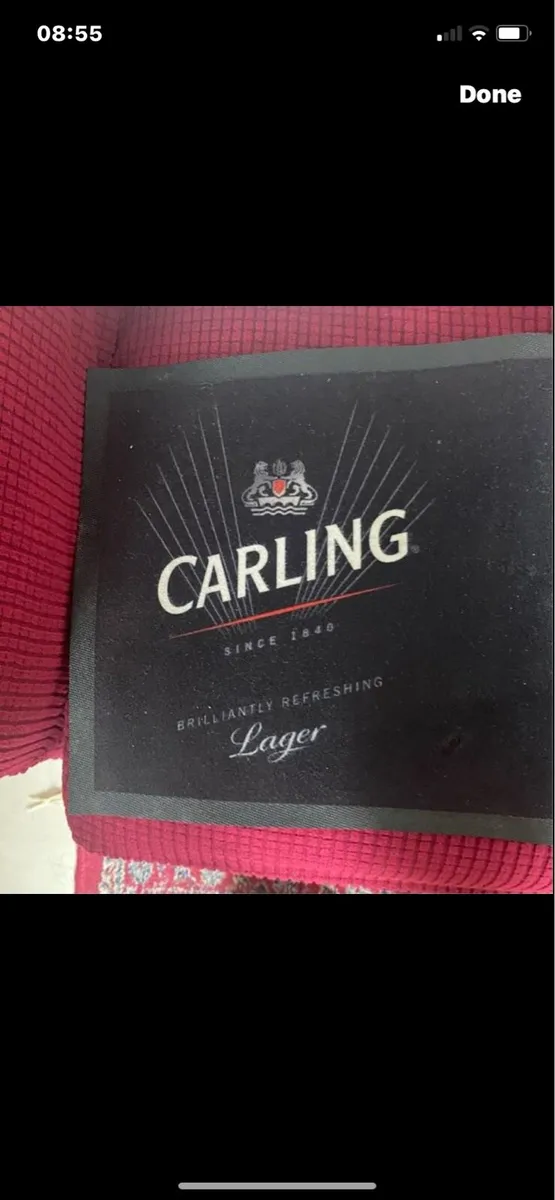 08:55
Done
CARLING
SINCE 1840
BRILLIANTLY REFRESHING
Lager